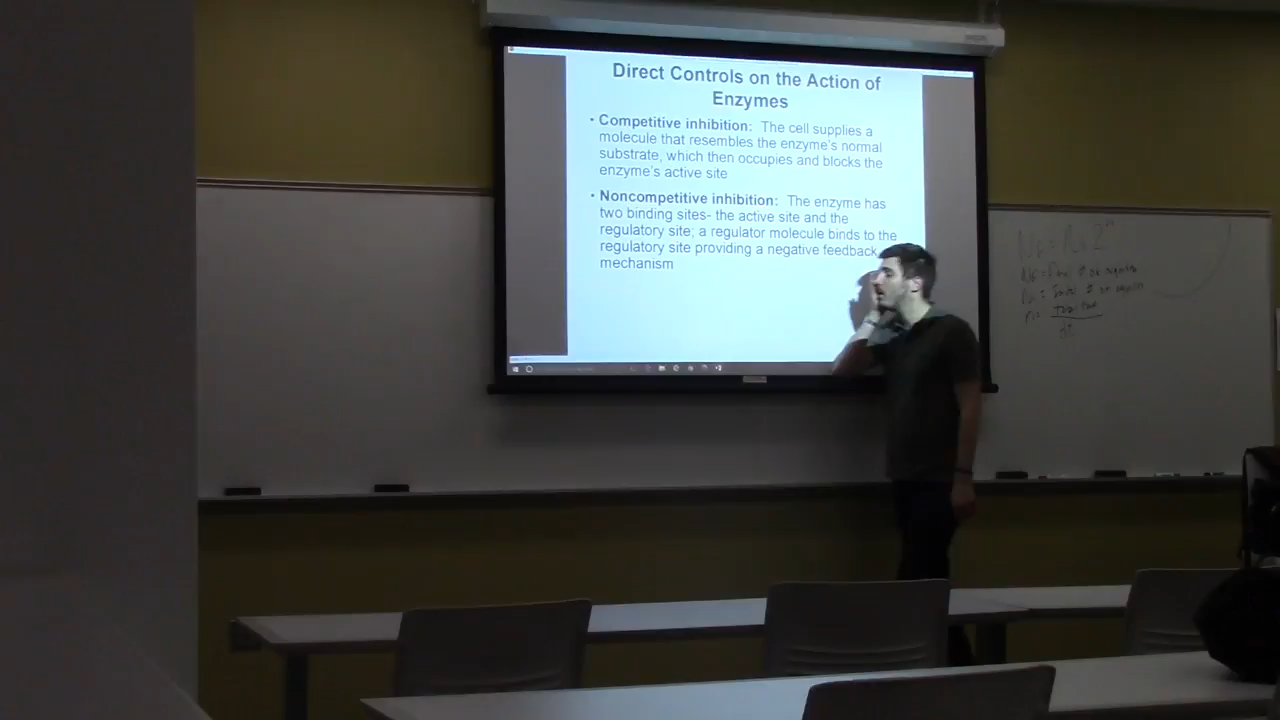 Direct Controls on the Action of
Enzymes
• Competitive inhibition: The cell supplies a
molecule that resembles the enzyme's normal
substrate, which then occupies and blocks the
enzyme's active site
• Noncompetitive inhibition: The enzyme has
two binding sites- the active site and the
regulatory site; a regulator molecule binds to the
regulatory site providing a negative feedback
mechanism